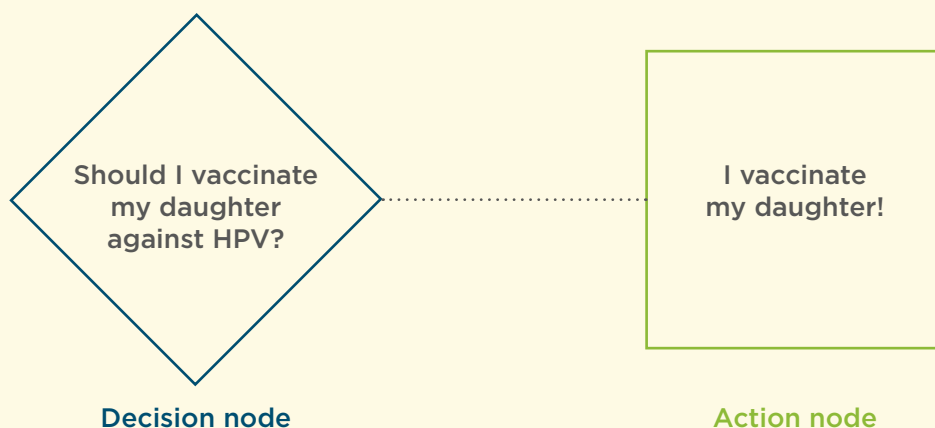 Should I vaccinate
my daughter
against HPV?
I vaccinate
my daughter!
Decision node
Action node